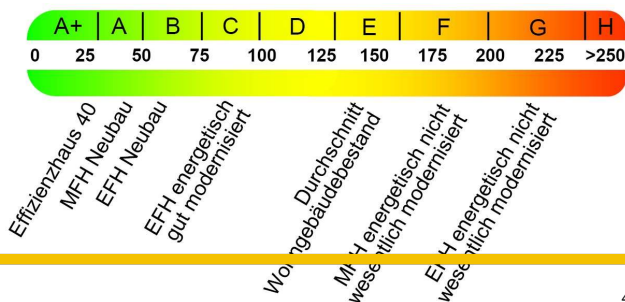 A+ A B C D E F G H
0 25 50 75 100 125 150 175 200 225 >250
Effizienzhaus 40
MFH Neubau
EFH Neubau
EFH energetisch
gut modernisiert
Durchschnitt
Wohngebäudebestand
MFH energetisch nicht
wesentlich modernisiert
EFH energetisch nicht
wesentlich modernisiert